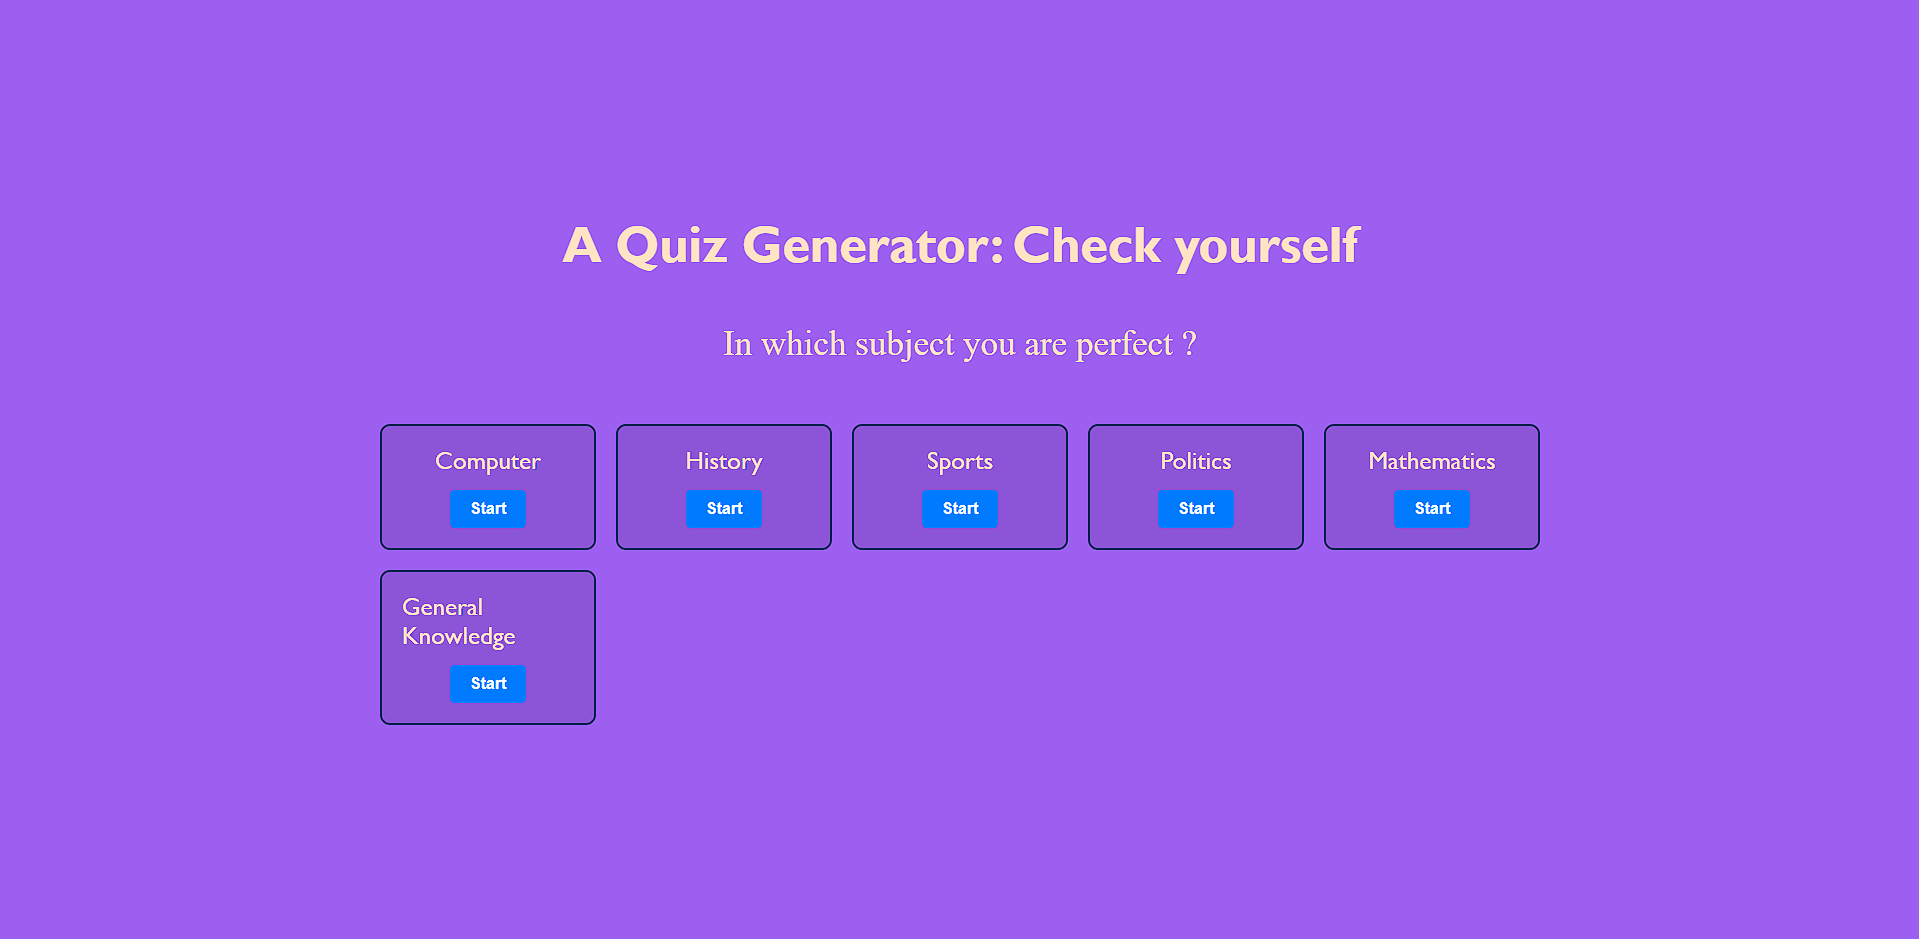 A Quiz Generator: Check yourself
In which subject you are perfect ?
Computer
Start
History
Start
Sports
Start
Politics
Start
Mathematics
Start
General
Knowledge
Start